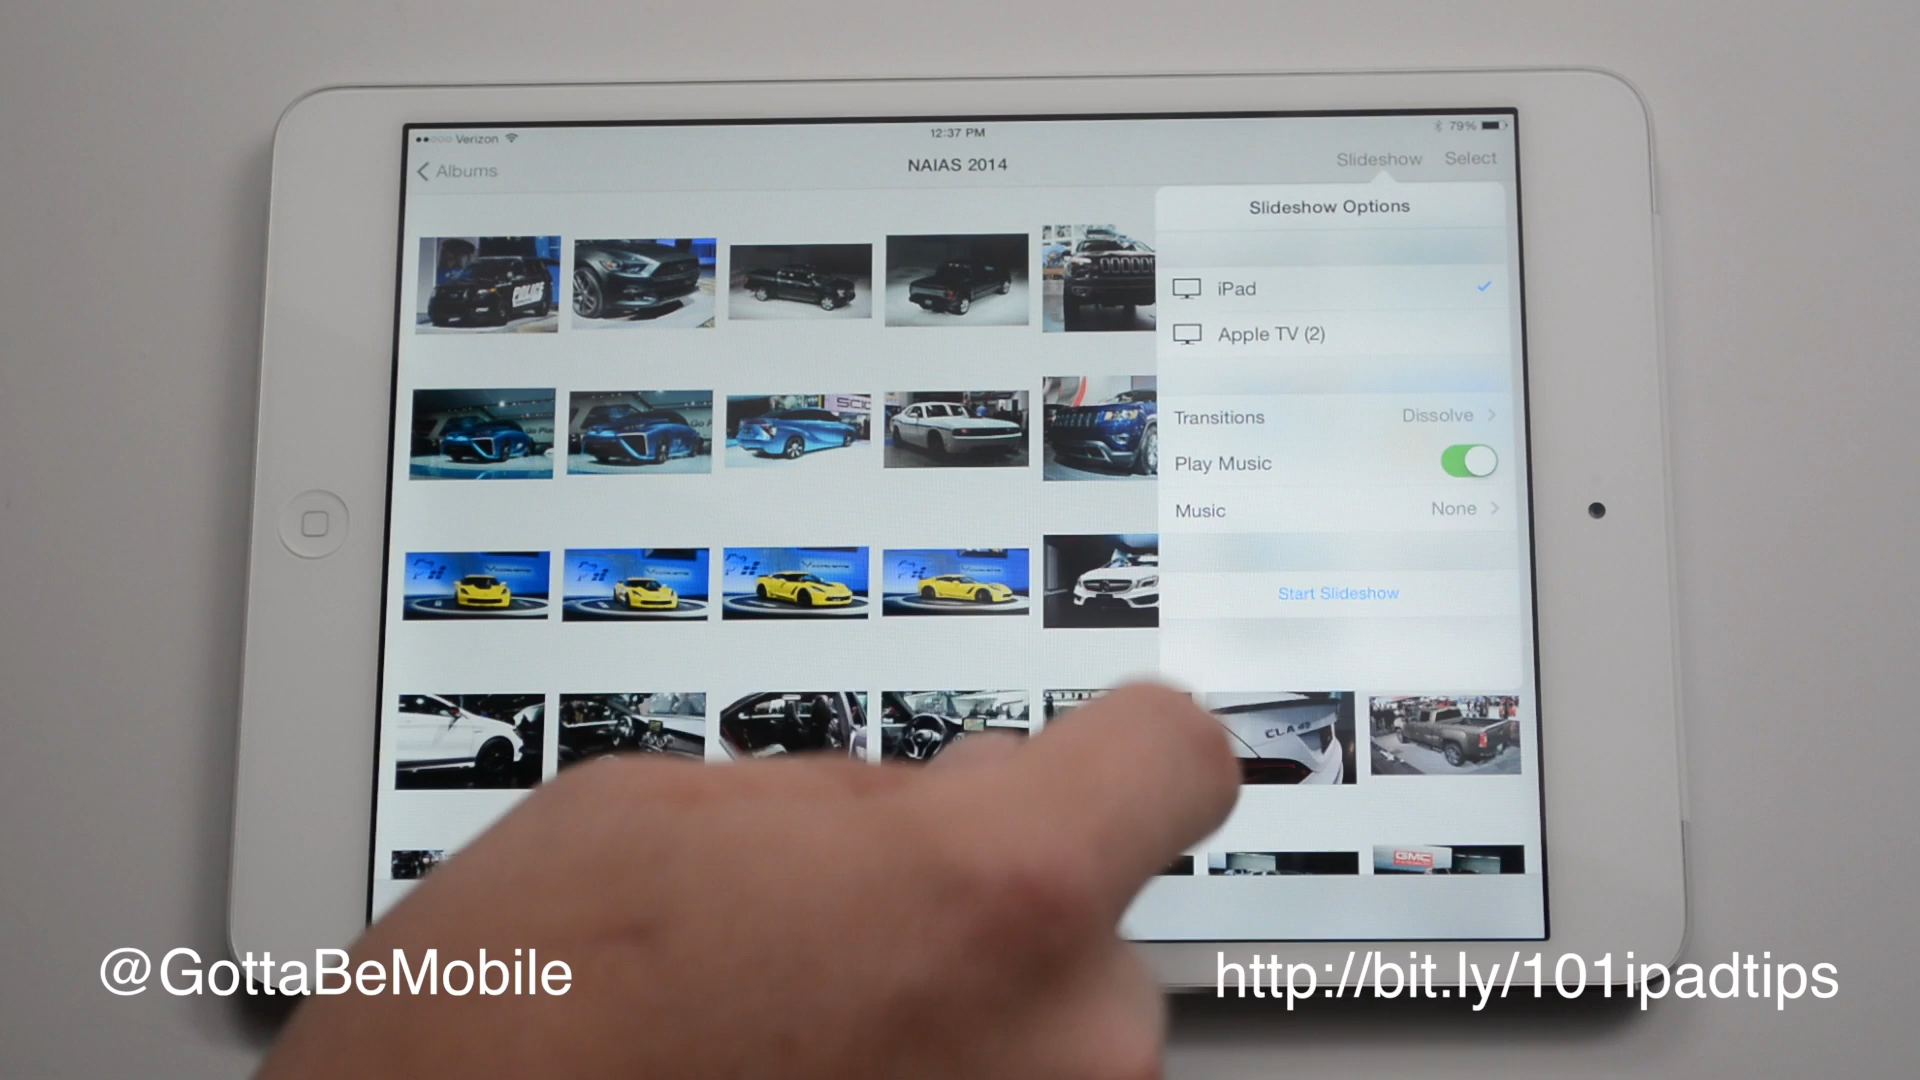 Verizon
12:37 PM
79%
Albums
NAIAS 2014
Slideshow
Select
Slideshow Options
iPad
Apple TV (2)
Transitions
Dissolve
Play Music
Music
None
Start Slideshow
POLICE
SCIO
CLA 45
GMC
@GottaBeMobile
http://bit.ly/101ipadtips